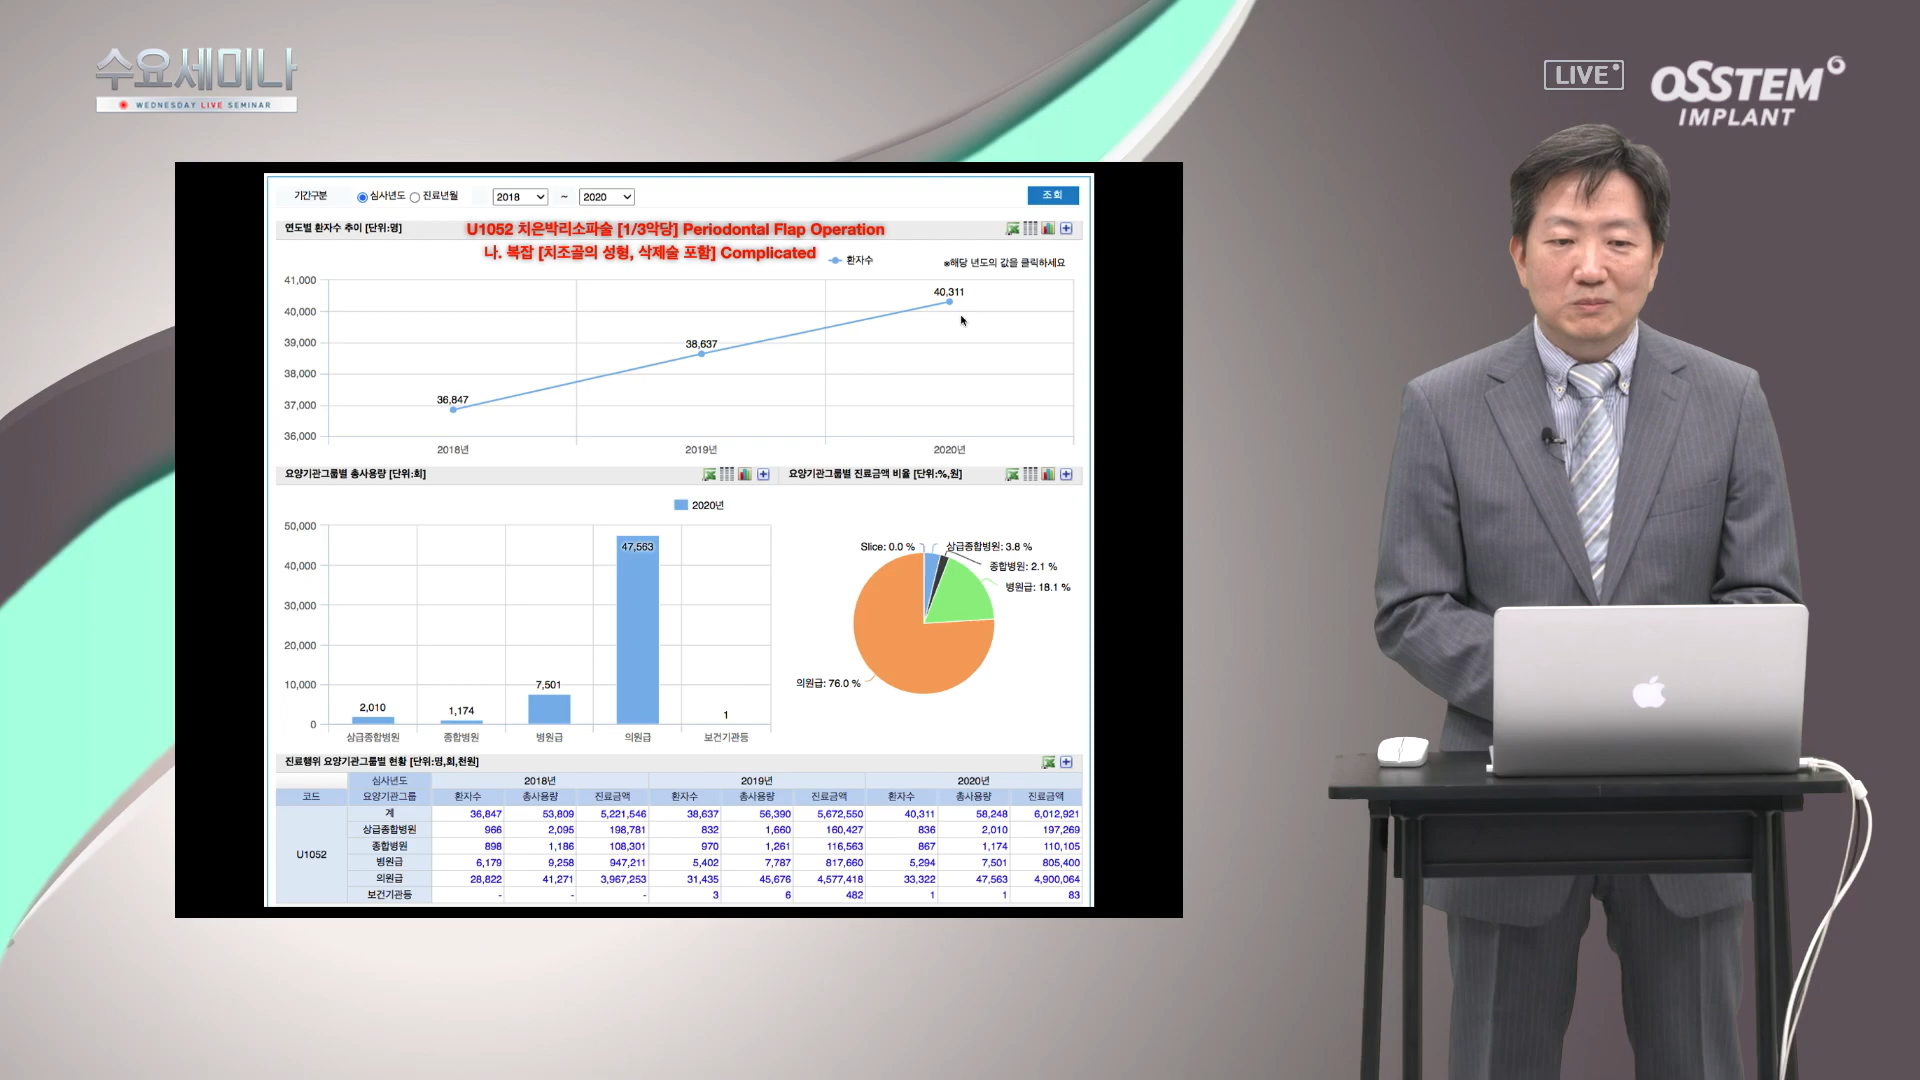 수요세미나
WEDNESDAY LIVE SEMINAR
LIVE
OSSTEM
IMPLANT
기간구분 심사년도 진료년월 2018 ~ 2020 조회
연도별 환자수 추이 [단위:명]
U1052 치은박리소파술 [1/3악당] Periodontal Flap Operation
나. 복잡 [치조골의 성형, 삭제술 포함] Complicated
환자수
※해당 년도의 값을 클릭하세요
41,000
40,000
39,000
38,000
37,000
36,000
36,847
38,637
40,311
2018년 2019년 2020년
요양기관그룹별 총사용량 [단위:회]
2020년
50,000
40,000
30,000
20,000
10,000
0
2,010
1,174
7,501
47,563
1
상급종합병원 종합병원 병원급 의원급 보건기관등
요양기관그룹별 진료금액 비율 [단위:%,원]
Slice: 0.0 %
상급종합병원: 3.8 %
종합병원: 2.1 %
병원급: 18.1 %
의원급: 76.0 %
진료행위 요양기관그룹별 현황 [단위:명,회,천원]
심사년도 2018년 2019년 2020년
코드 요양기관그룹 환자수 총사용량 진료금액 환자수 총사용량 진료금액 환자수 총사용량 진료금액
U1052
계 36,847 53,809 5,221,546 38,637 56,390 5,672,550 40,311 58,248 6,012,921
상급종합병원 966 2,095 198,781 832 1,660 160,427 836 2,010 197,269
종합병원 898 1,186 108,301 970 1,261 116,563 867 1,174 110,105
병원급 6,179 9,258 947,211 5,402 7,787 817,660 5,294 7,501 805,400
의원급 28,822 41,271 3,967,253 31,435 45,676 4,577,418 33,322 47,563 4,900,064
보건기관등 - - - 3 6 482 1 1 83